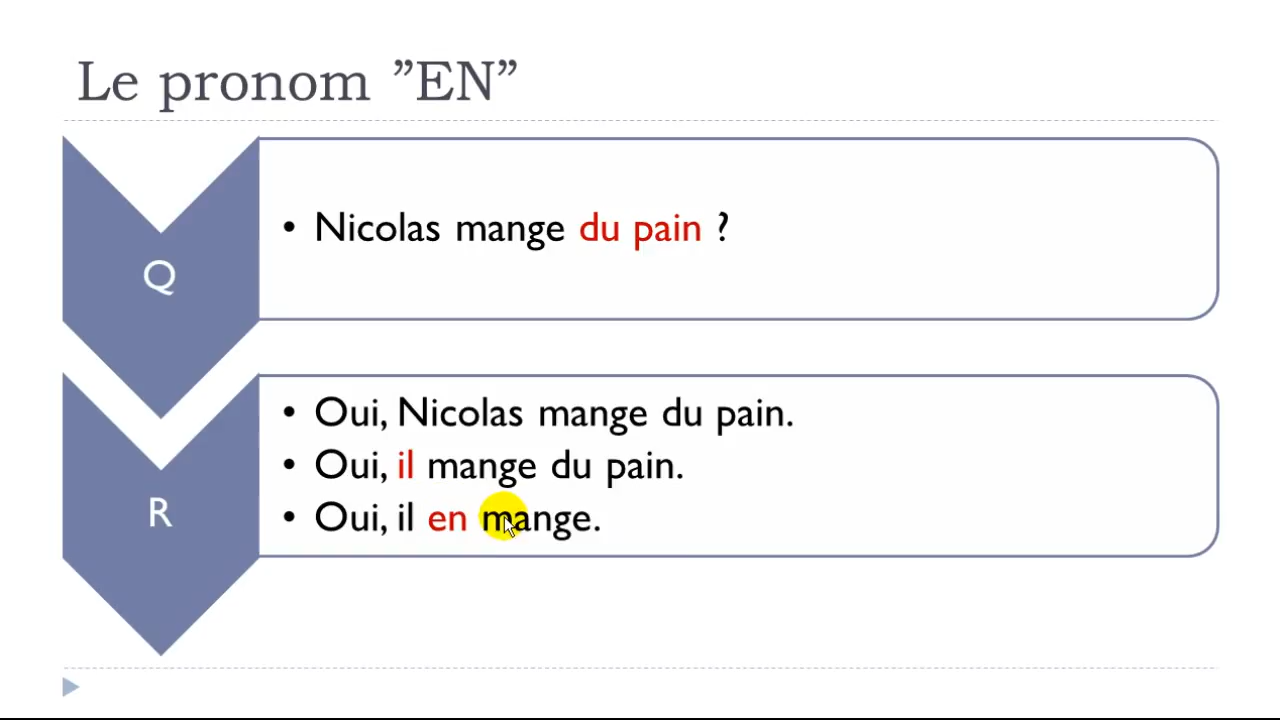 Le pronom ”EN”
Q
• Nicolas mange du pain ?
R
• Oui, Nicolas mange du pain.
• Oui, il mange du pain.
• Oui, il en mange.